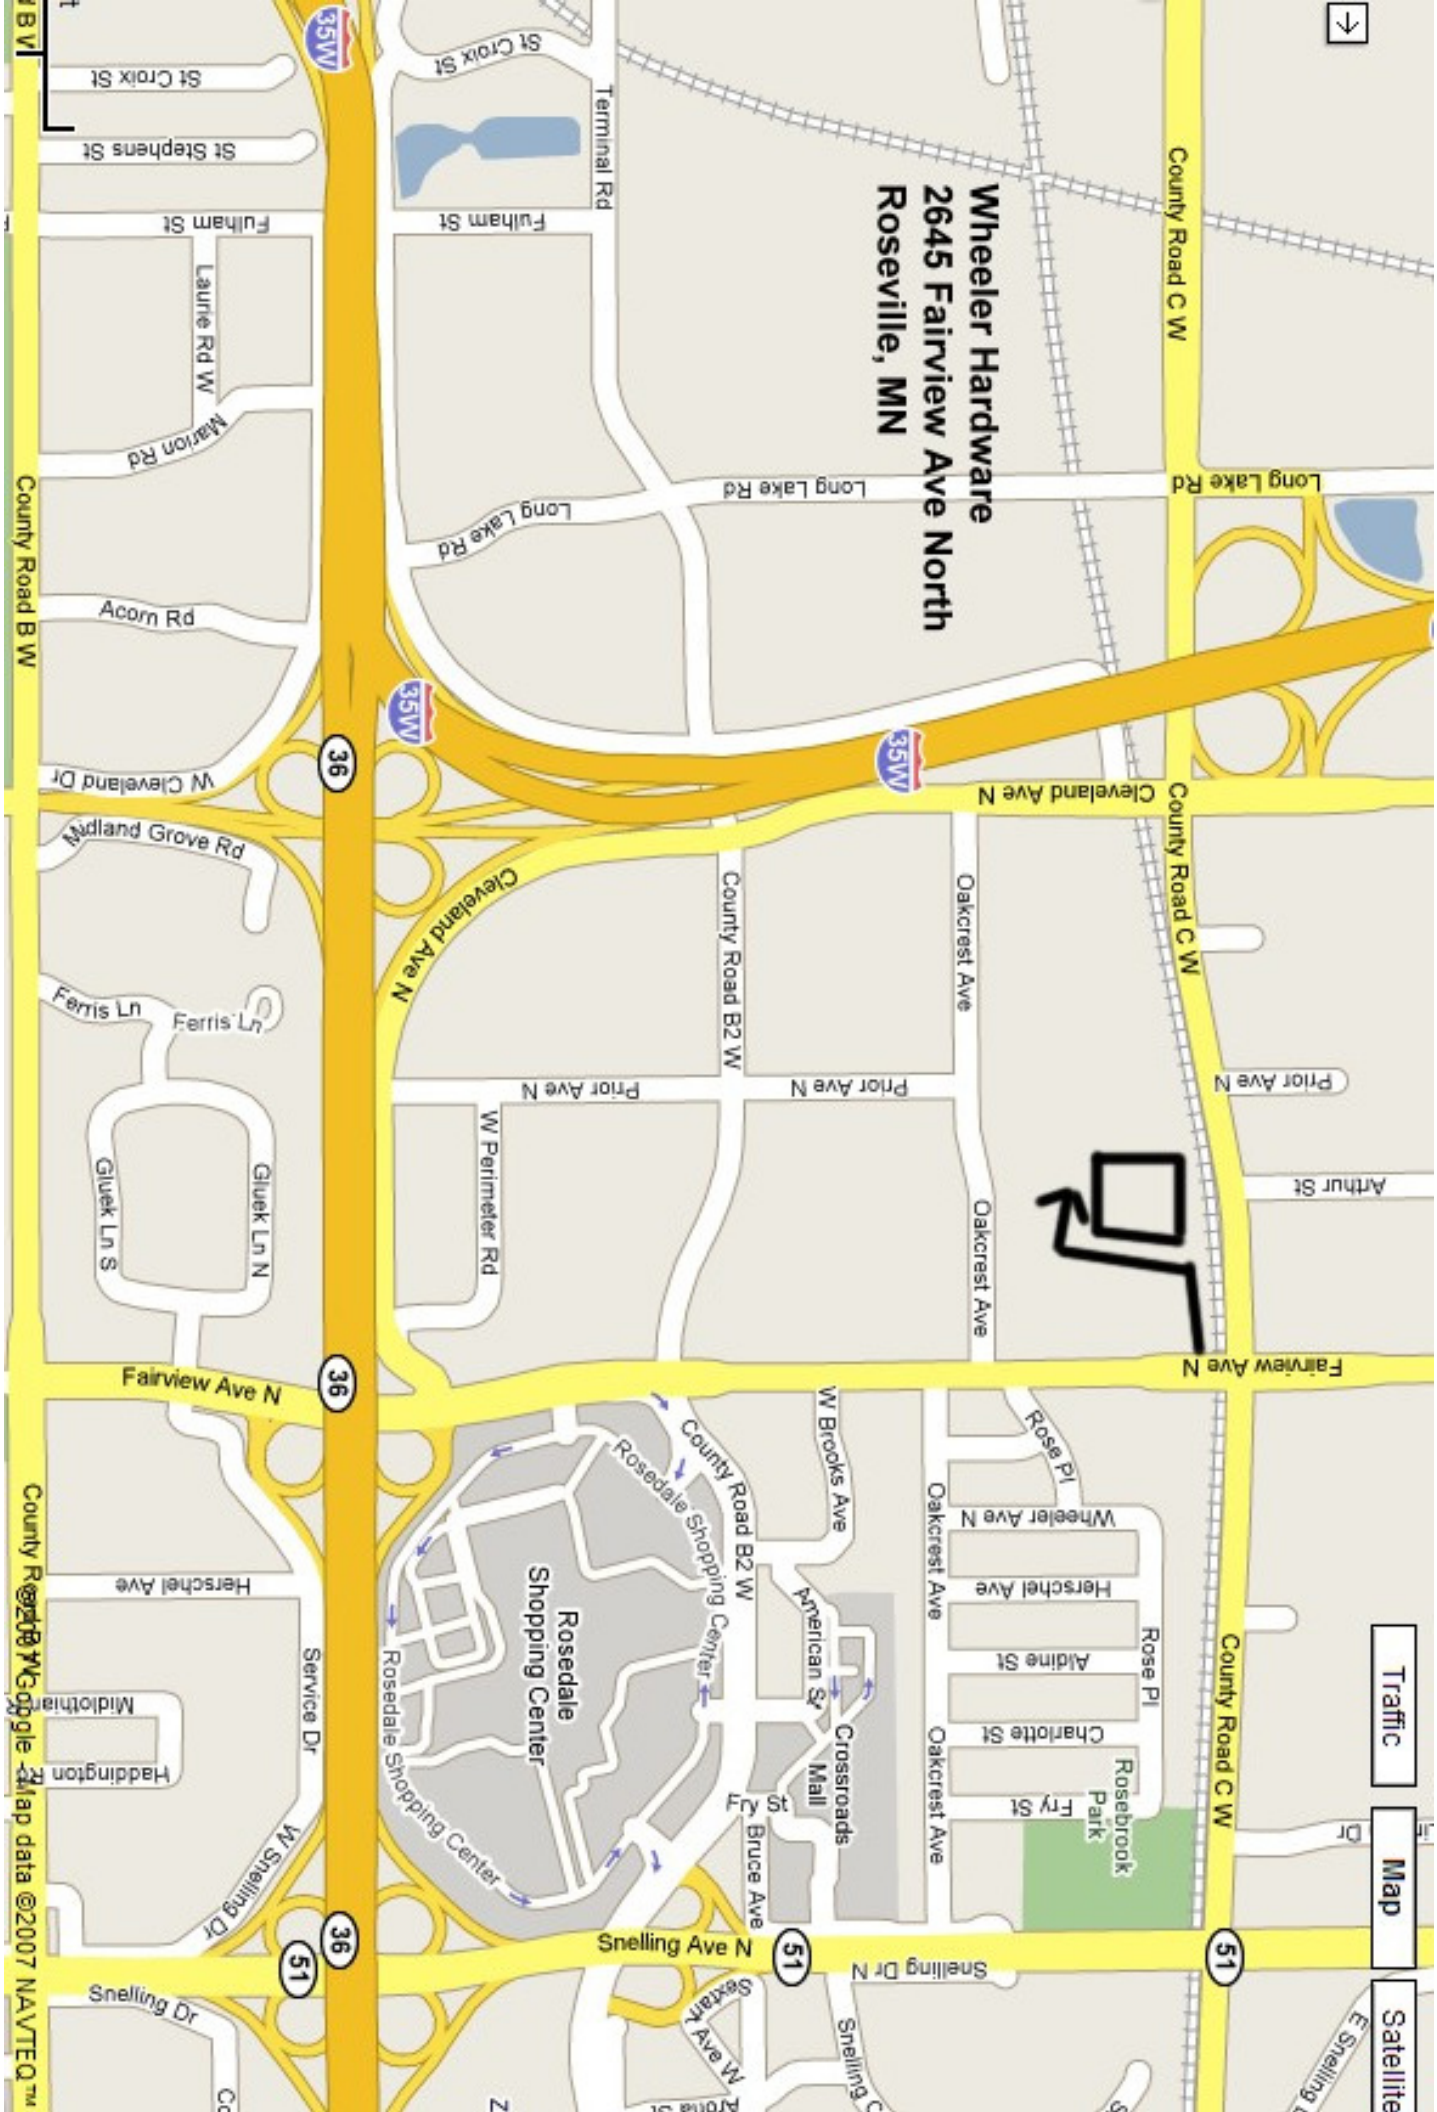 Traffic
Map
Satellite
Wheeler Hardware
2645 Fairview Ave North
Roseville, MN
County Road C W
County Road C W
County Road C W
Long Lake Rd
Long Lake Rd
Long Lake Rd
Terminal Rd
St Croix St
St Croix St
St Stephens St
Fulham St
Fulham St
Laurie Rd W
Marion Rd
Acorn Rd
35W
35W
35W
36
36
36
51
51
51
Cleveland Ave N
Cleveland Ave N
W Cleveland Dr
Midland Grove Rd
Ferris Ln
Ferris Ln
Gluek Ln N
Gluek Ln S
County Road B2 W
County Road B2 W
Oakcrest Ave
Oakcrest Ave
Oakcrest Ave
Oakcrest Ave
Prior Ave N
Prior Ave N
Prior Ave N
Arthur St
W Perimeter Rd
Fairview Ave N
Fairview Ave N
W Brooks Ave
Rose Pl
Rose Pl
Wheeler Ave N
Herschel Ave
Herschel Ave
Aldine St
Charlotte St
Fry St
Fry St
Rosebrook
Park
American St
Crossroads
Mall
Bruce Ave
Rosedale Shopping Center
Rosedale Shopping Center
Rosedale
Shopping Center
Service Dr
Midlothian
Haddington Rd
W Snelling Dr
Snelling Dr
Snelling Ave N
Snelling Dr N
Sextant Ave W
E Snelling
County Road B W
County Road B W
©2007 Google - Map data ©2007 NAVTEQ™